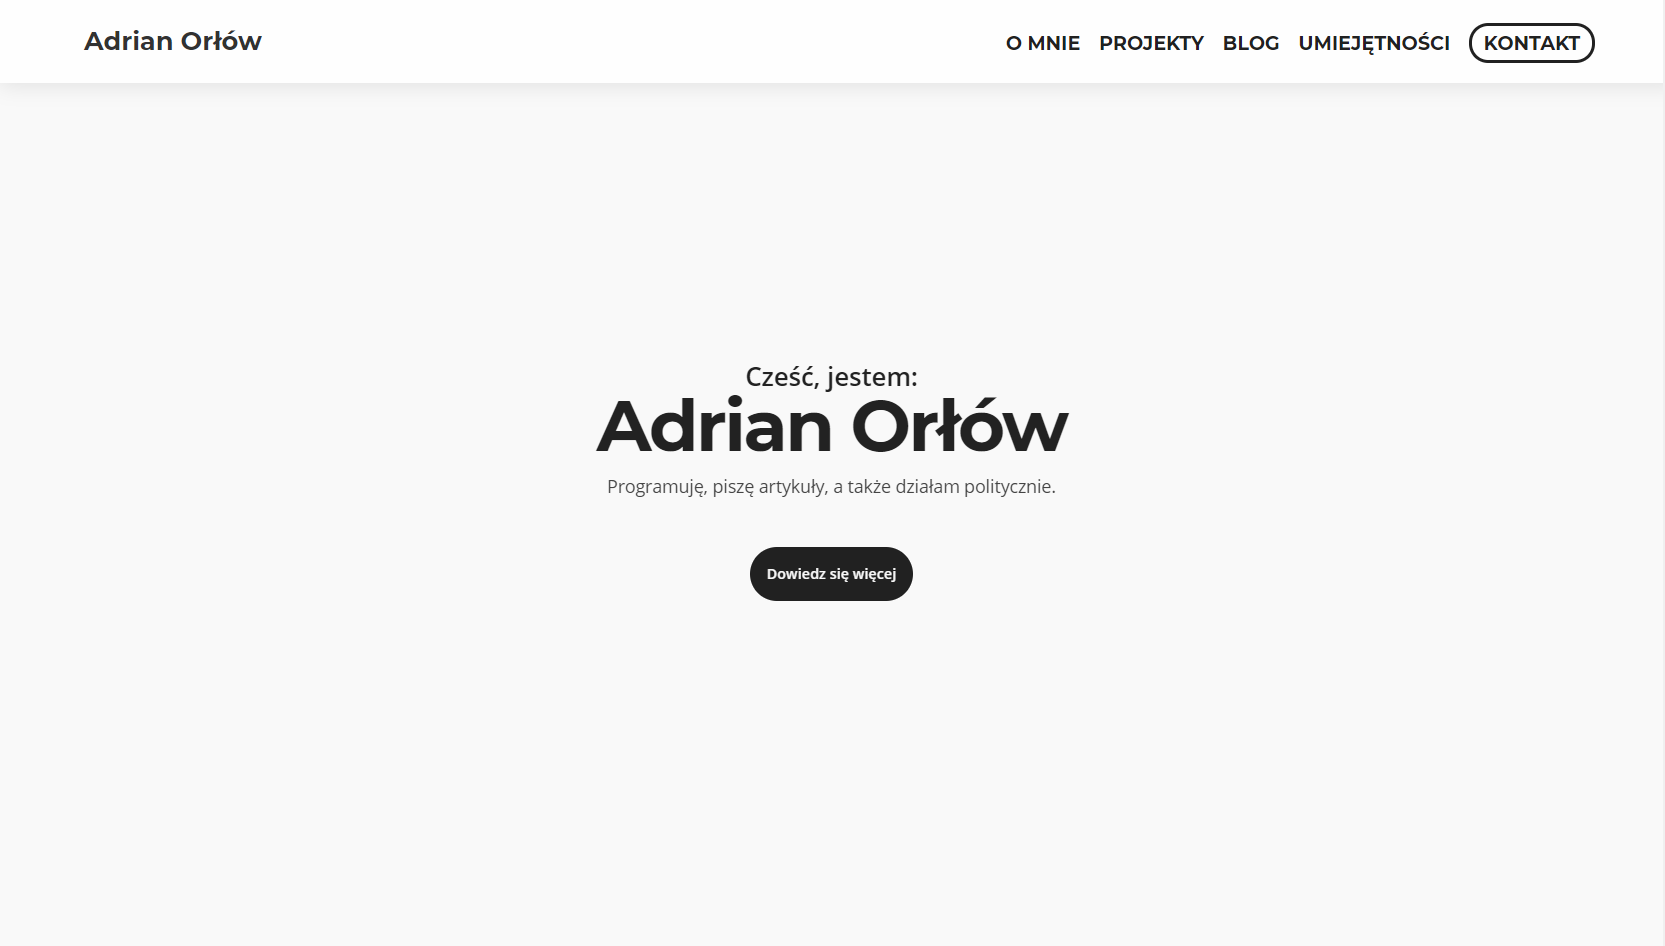 Adrian Orłów
O MNIE PROJEKTY BLOG UMIEJĘTNOŚCI KONTAKT
Cześć, jestem:
Adrian Orłów
Programuję, piszę artykuły, a także działam politycznie.
Dowiedz się więcej